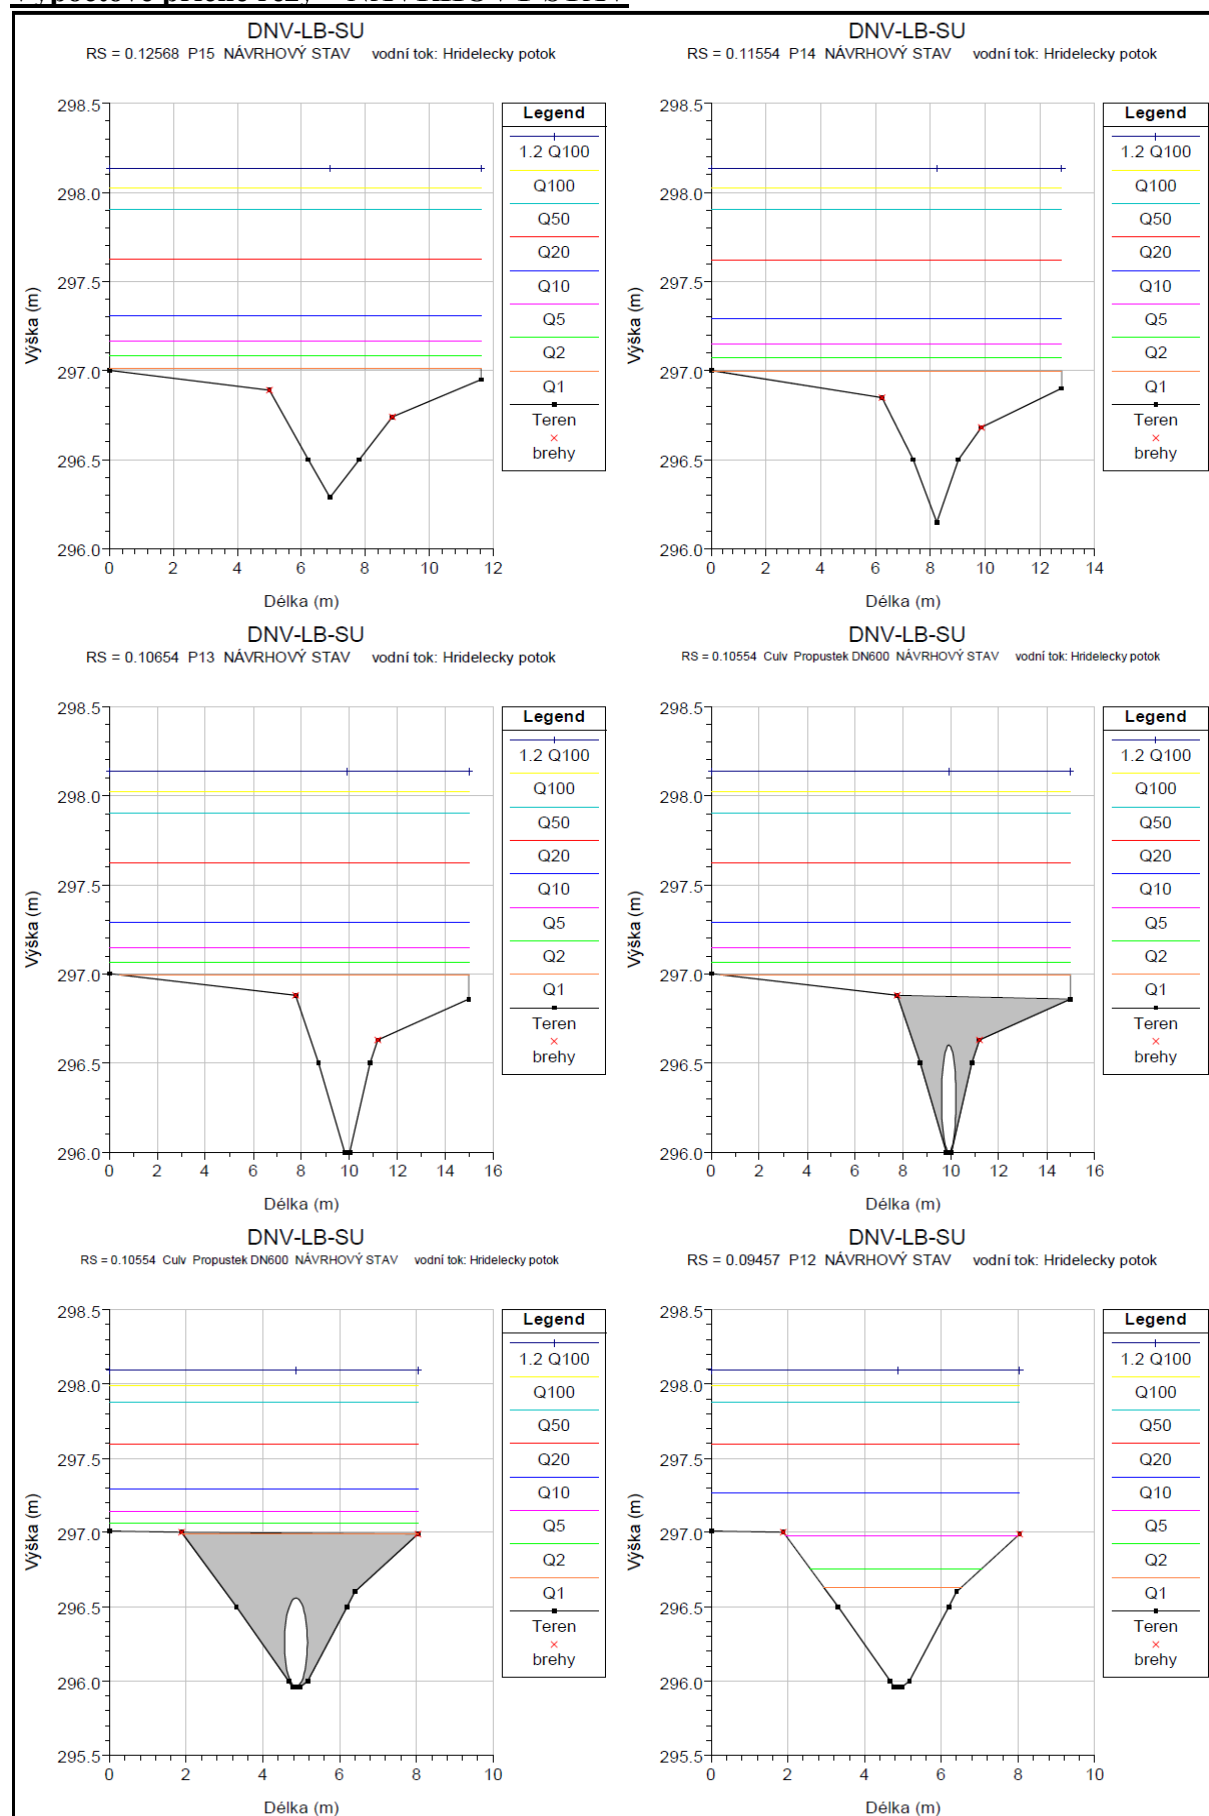 DNV-LB-SU
RS = 0.12568 P15 NÁVRHOVÝ STAV vodní tok: Hridelecky potok
Výška (m)
298.5
298.0
297.5
297.0
296.5
296.0
0 2 4 6 8 10 12
Délka (m)
Legend
1.2 Q100
Q100
Q50
Q20
Q10
Q5
Q2
Q1
Teren
brehy
DNV-LB-SU
RS = 0.11554 P14 NÁVRHOVÝ STAV vodní tok: Hridelecky potok
Výška (m)
298.5
298.0
297.5
297.0
296.5
296.0
0 2 4 6 8 10 12 14
Délka (m)
Legend
1.2 Q100
Q100
Q50
Q20
Q10
Q5
Q2
Q1
Teren
brehy
DNV-LB-SU
RS = 0.10654 P13 NÁVRHOVÝ STAV vodní tok: Hridelecky potok
Výška (m)
298.5
298.0
297.5
297.0
296.5
296.0
0 2 4 6 8 10 12 14 16
Délka (m)
Legend
1.2 Q100
Q100
Q50
Q20
Q10
Q5
Q2
Q1
Teren
brehy
DNV-LB-SU
RS = 0.10554 Culv Propustek DN600 NÁVRHOVÝ STAV vodní tok: Hridelecky potok
Výška (m)
298.5
298.0
297.5
297.0
296.5
296.0
0 2 4 6 8 10 12 14 16
Délka (m)
Legend
1.2 Q100
Q100
Q50
Q20
Q10
Q5
Q2
Q1
Teren
brehy
DNV-LB-SU
RS = 0.10554 Culv Propustek DN600 NÁVRHOVÝ STAV vodní tok: Hridelecky potok
Výška (m)
298.5
298.0
297.5
297.0
296.5
296.0
295.5
0 2 4 6 8 10
Délka (m)
Legend
1.2 Q100
Q100
Q50
Q20
Q10
Q5
Q2
Q1
Teren
brehy
DNV-LB-SU
RS = 0.09457 P12 NÁVRHOVÝ STAV vodní tok: Hridelecky potok
Výška (m)
298.5
298.0
297.5
297.0
296.5
296.0
295.5
0 2 4 6 8 10
Délka (m)
Legend
1.2 Q100
Q100
Q50
Q20
Q10
Q5
Q2
Q1
Teren
brehy